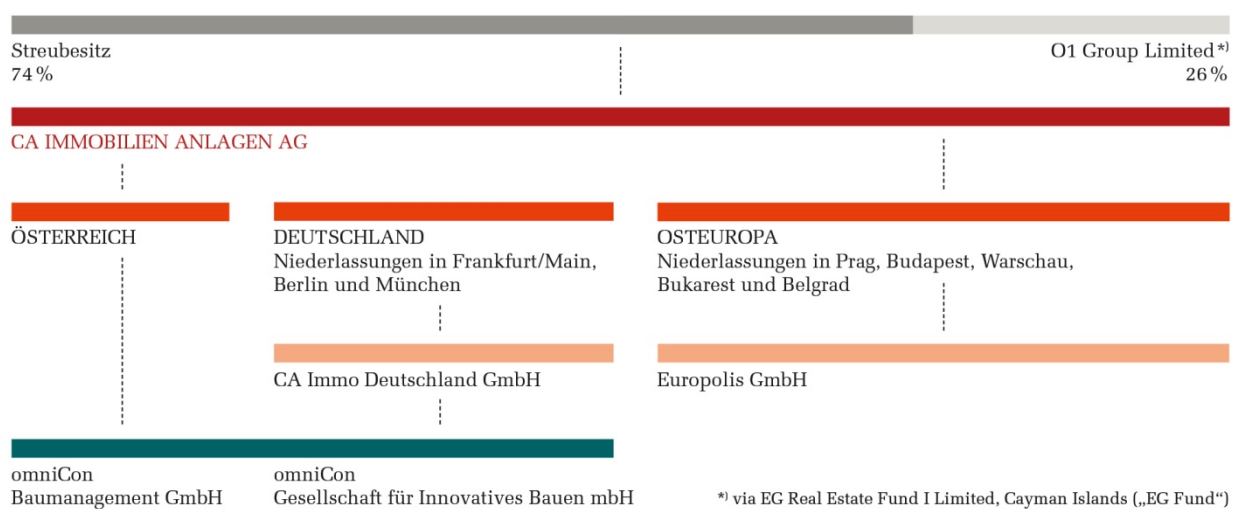 Streubesitz
74 %
O1 Group Limited *)
26 %
CA IMMOBILIEN ANLAGEN AG
ÖSTERREICH
DEUTSCHLAND
Niederlassungen in Frankfurt/Main,
Berlin und München
OSTEUROPA
Niederlassungen in Prag, Budapest, Warschau,
Bukarest und Belgrad
CA Immo Deutschland GmbH
Europolis GmbH
omniCon
Baumanagement GmbH
omniCon
Gesellschaft für Innovatives Bauen mbH
*) via EG Real Estate Fund I Limited, Cayman Islands („EG Fund“)